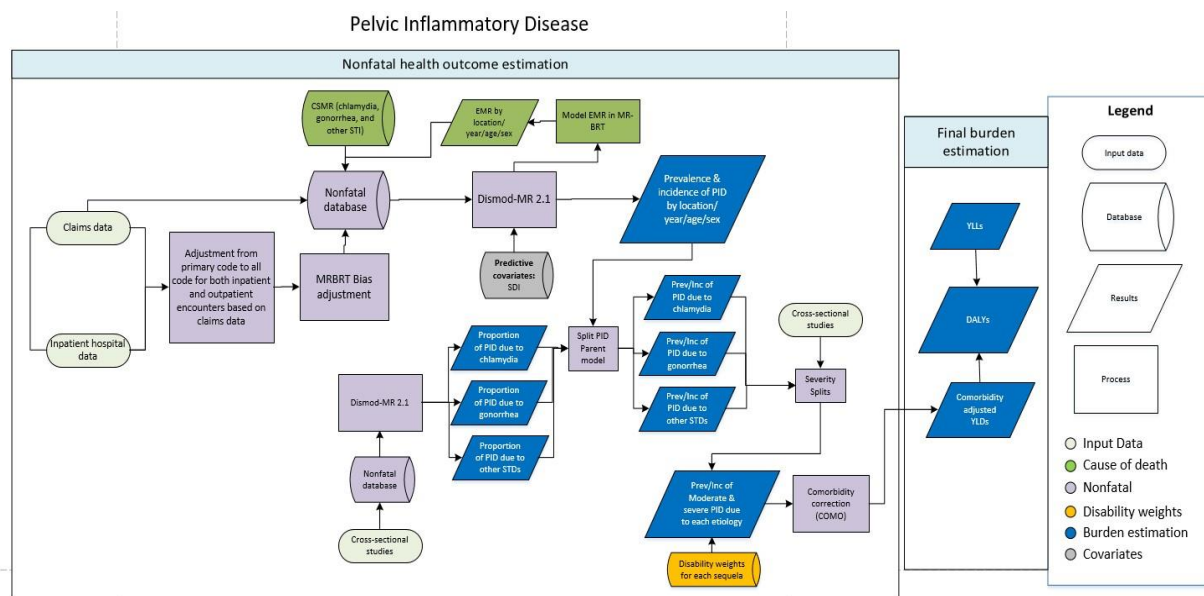 Pelvic Inflammatory Disease
Nonfatal health outcome estimation
CSMR (chlamydia,
gonorrhea, and
other STI)
EMR by
location/
year/age/sex
Model EMR in MR-
BRT
Nonfatal
database
Dismod-MR 2.1
Prevalence &
incidence of PID
by location/
year/age/sex
Claims data
Adjustment from
primary code to all
code for both inpatient
and outpatient
encounters based on
claims data
MRBRT Bias
adjustment
Predictive
covariates:
SDI
Inpatient hospital
data
Proportion
of PID due to
chlamydia
Proportion
of PID due to
gonorrhea
Proportion
of PID due to
other STDs
Dismod-MR 2.1
Nonfatal
database
Cross-sectional
studies
Split PID
Parent
model
Prev/Inc of
PID due to
chlamydia
Prev/Inc of
PID due to
gonorrhea
Prev/Inc of
PID due to
other STDs
Cross-sectional
studies
Severity
Splits
Prev/Inc of
Moderate &
severe PID due
to each etiology
Comorbidity
correction
(COMO)
Disability weights
for each sequela
Final burden
estimation
YLLs
DALYs
Comorbidity
adjusted
YLDs
Legend
Input data
Database
Results
Process
Input Data
Cause of death
Nonfatal
Disability weights
Burden estimation
Covariates